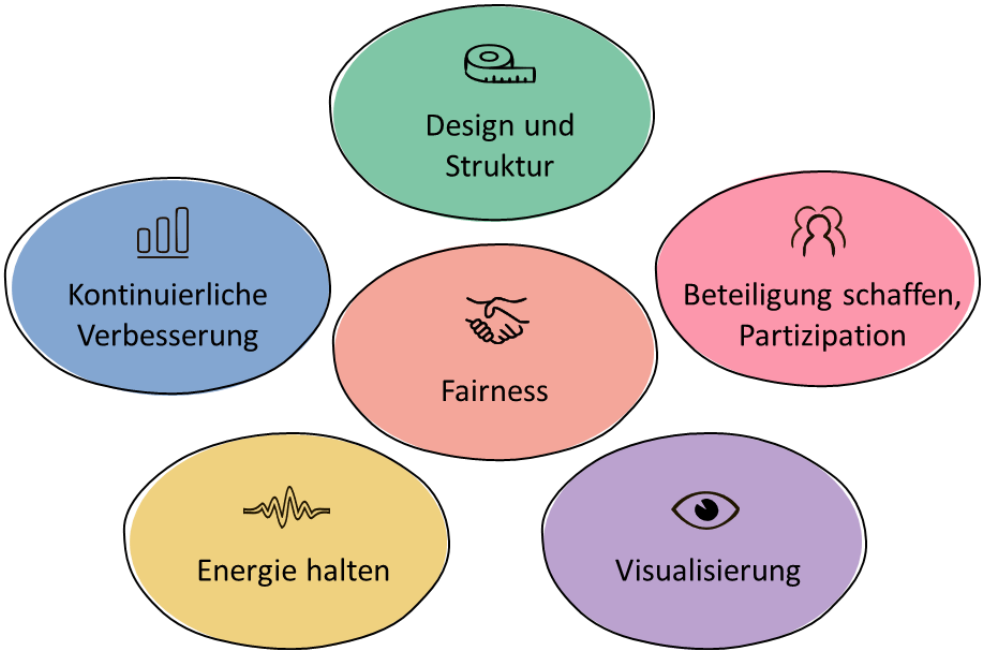 Design und
Struktur
Kontinuierliche
Verbesserung
Beteiligung schaffen,
Partizipation
Fairness
Energie halten
Visualisierung